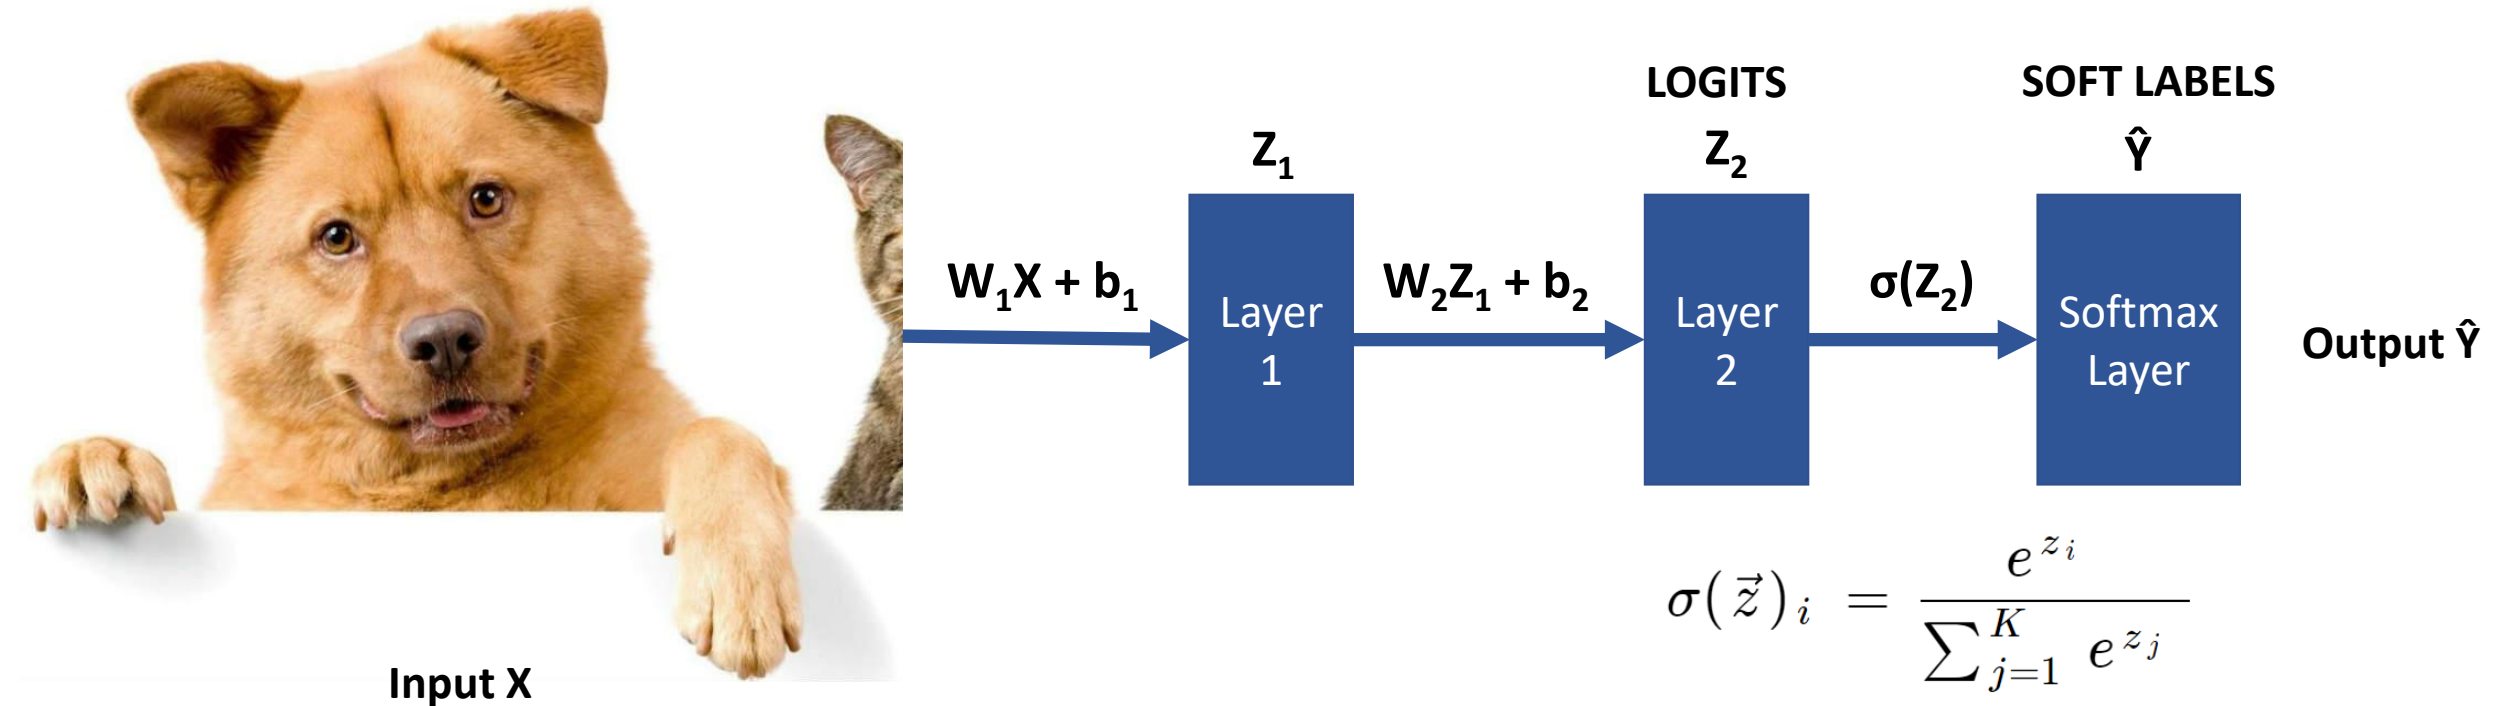 LOGITS
SOFT LABELS
Z₁
Z₂
Ŷ
W₁X + b₁
W₂Z₁ + b₂
σ(Z₂)
Layer
1
Layer
2
Softmax
Layer
Output Ŷ
σ(z⃗)ᵢ = e^{zᵢ} / ∑_{j=1}^{K} e^{zⱼ}
Input X